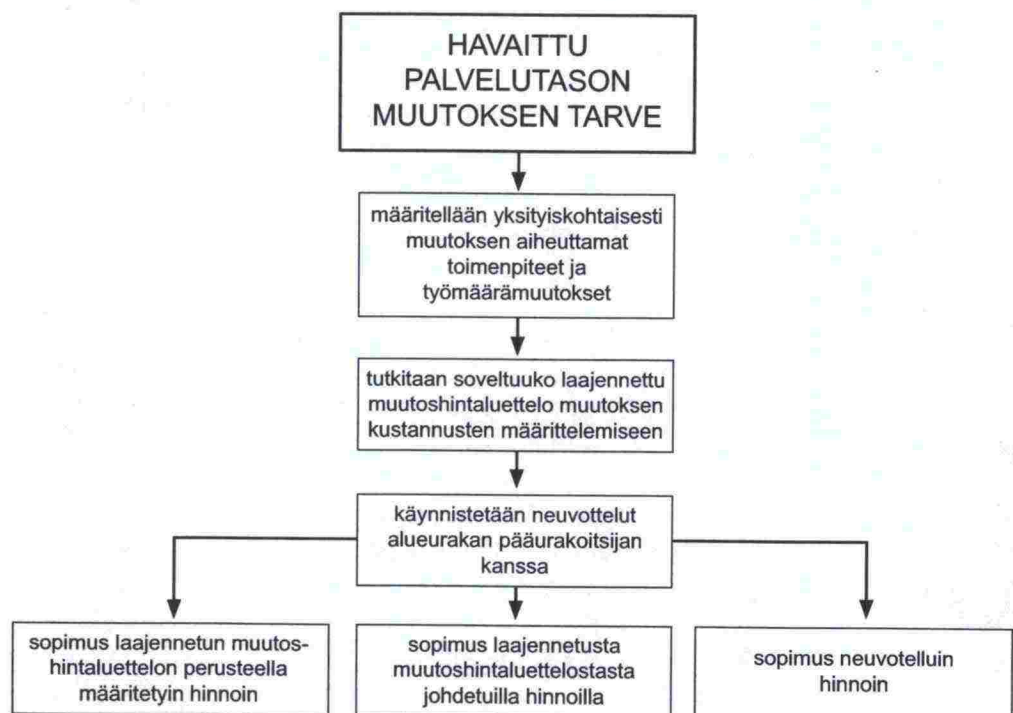 HAVAITTU
PALVELUTASON
MUUTOKSEN TARVE
määritellään yksityiskohtaisesti
muutoksen aiheuttamat
toimenpiteet ja
työmäärämuutokset
tutkitaan soveltuuko laajennettu
muutoshintaluettelo muutoksen
kustannusten määrittelemiseen
käynnistetään neuvottelut
alueurakan pääurakoitsijan
kanssa
sopimus laajennetun muutos-
hintaluettelon perusteella
määritetyin hinnoin
sopimus laajennetusta
muutoshintaluettelostasta
johdetuilla hinnoilla
sopimus neuvotelluin
hinnoin